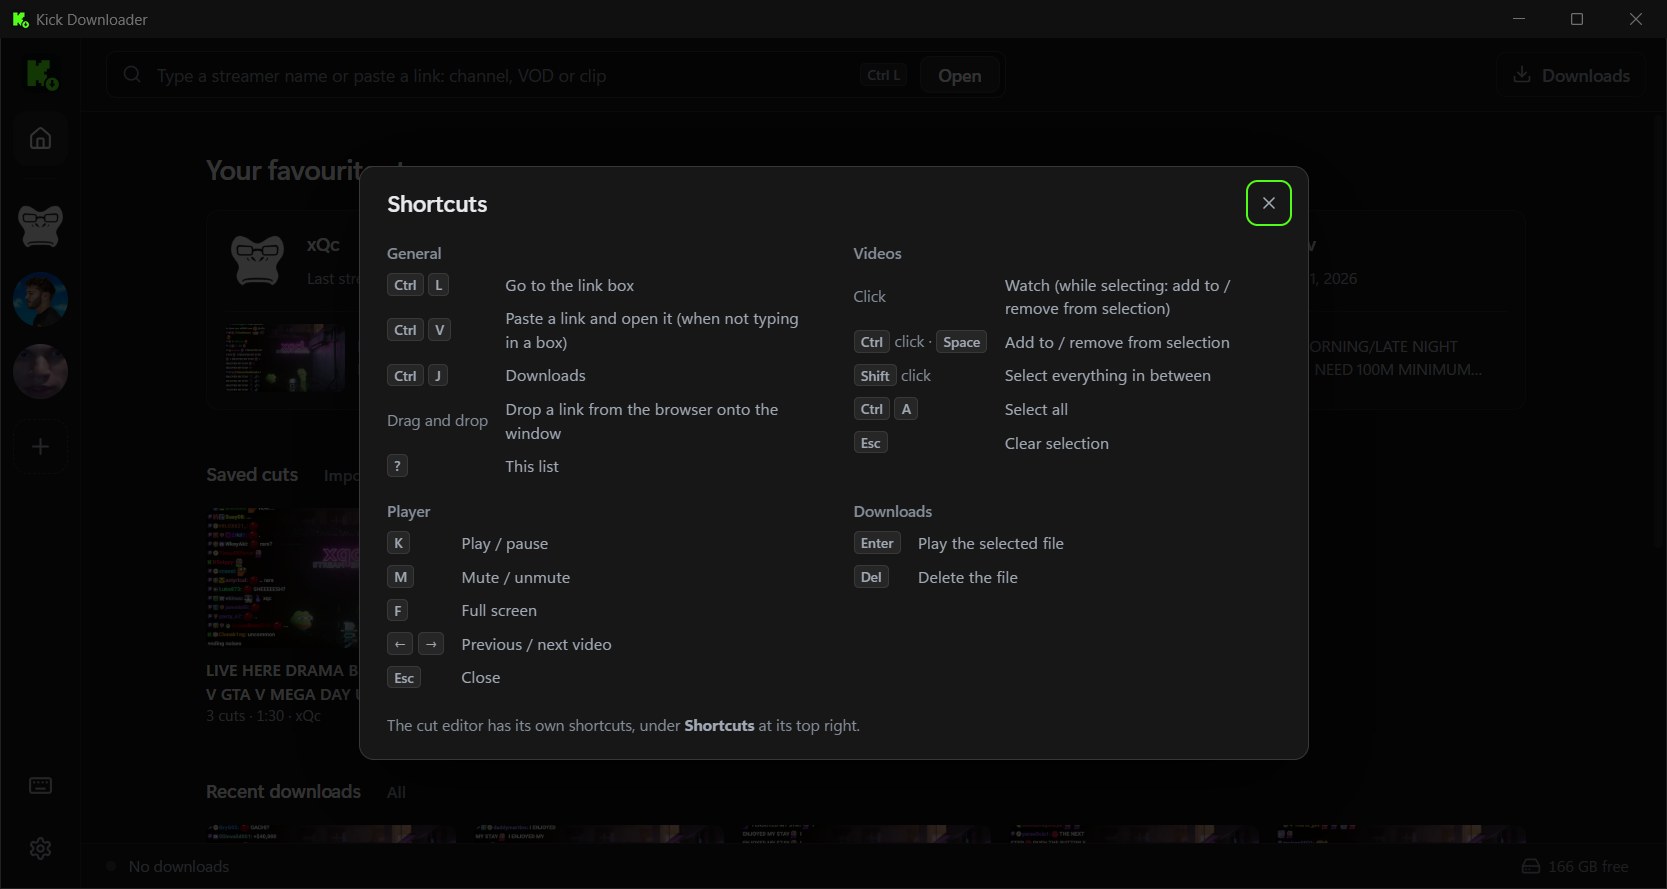 Kick Downloader
Type a streamer name or paste a link: channel, VOD or clip
Ctrl L
Open
Downloads
Your favourite
xQc
Last
1, 2026
ORNING/LATE NIGHT
NEED 100M MINIMUM...
Saved cuts
LIVE HERE DRAMA
V GTA V MEGA DAY
3 cuts · 1:30 · xQc
Recent downloads
All
No downloads
166 GB free
Shortcuts
General
Ctrl L Go to the link box
Ctrl V Paste a link and open it (when not typing
in a box)
Ctrl J Downloads
Drag and drop Drop a link from the browser onto the
window
? This list
Videos
Click Watch (while selecting: add to /
remove from selection)
Ctrl click · Space Add to / remove from selection
Shift click Select everything in between
Ctrl A Select all
Esc Clear selection
Player
K Play / pause
M Mute / unmute
F Full screen
← → Previous / next video
Esc Close
Downloads
Enter Play the selected file
Del Delete the file
The cut editor has its own shortcuts, under Shortcuts at its top right.